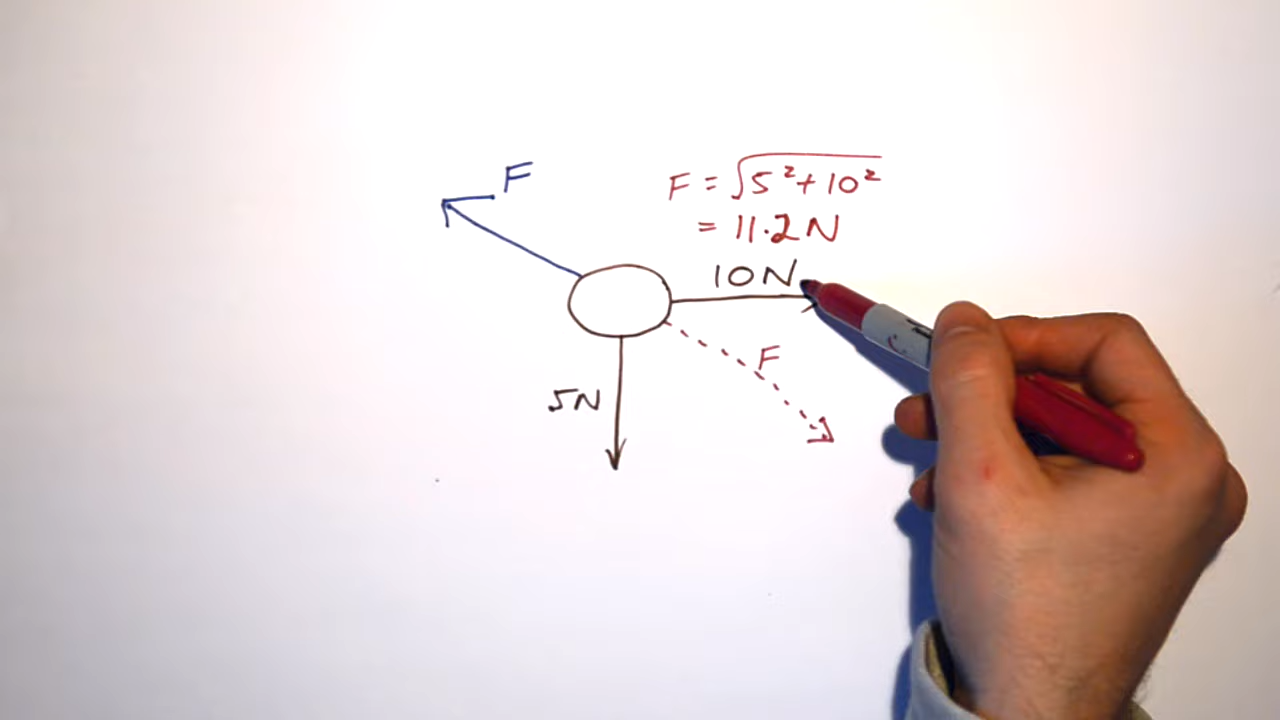 F
F = √5²+10²
= 11.2N
10N
F
5N